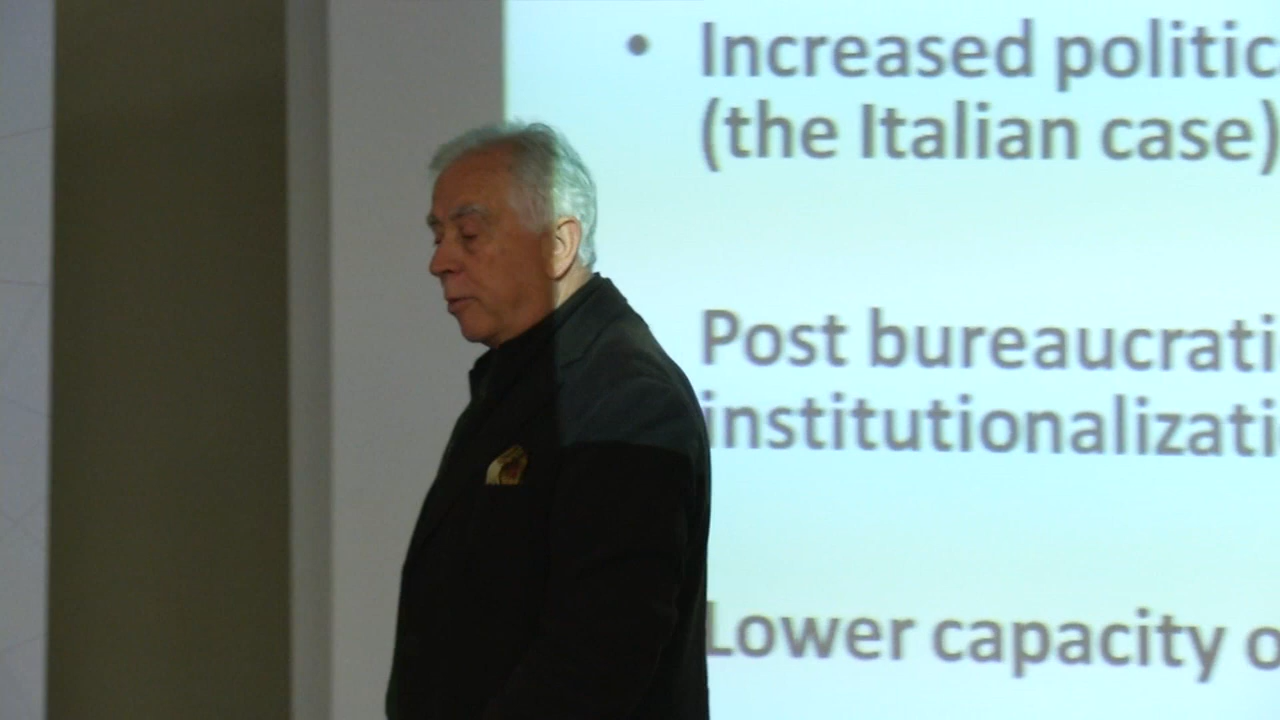 • Increased politic
(the Italian case)
Post bureaucrati
institutionalizati
Lower capacity o